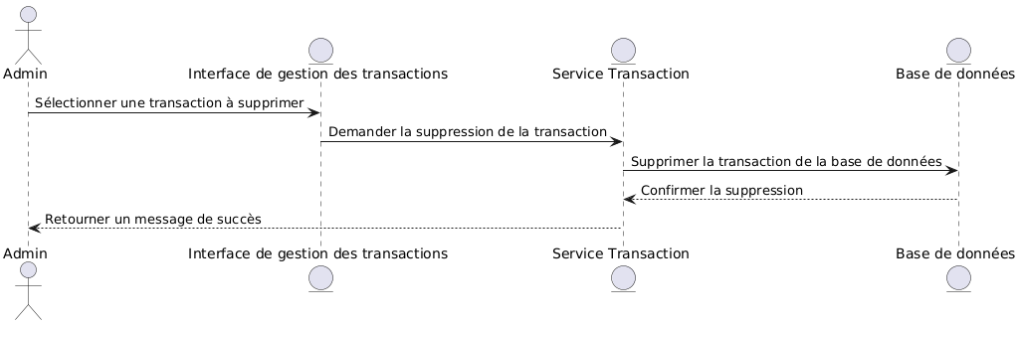 Admin
Interface de gestion des transactions
Service Transaction
Base de données
Sélectionner une transaction à supprimer
Demander la suppression de la transaction
Supprimer la transaction de la base de données
Confirmer la suppression
Retourner un message de succès
Admin
Interface de gestion des transactions
Service Transaction
Base de données